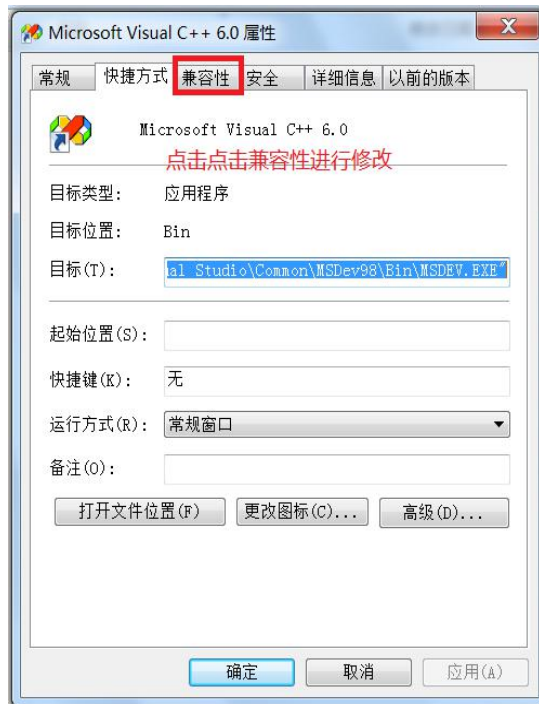 Microsoft Visual C++ 6.0 属性
常规 快捷方式 兼容性 安全 详细信息 以前的版本
Microsoft Visual C++ 6.0
点击点击兼容性进行修改
目标类型: 应用程序
目标位置: Bin
目标(T): ual Studio\Common\MSDev98\Bin\MSDEV.EXE"
起始位置(S):
快捷键(K): 无
运行方式(R): 常规窗口
备注(O):
打开文件位置(F) 更改图标(C)... 高级(D)...
确定 取消 应用(A)